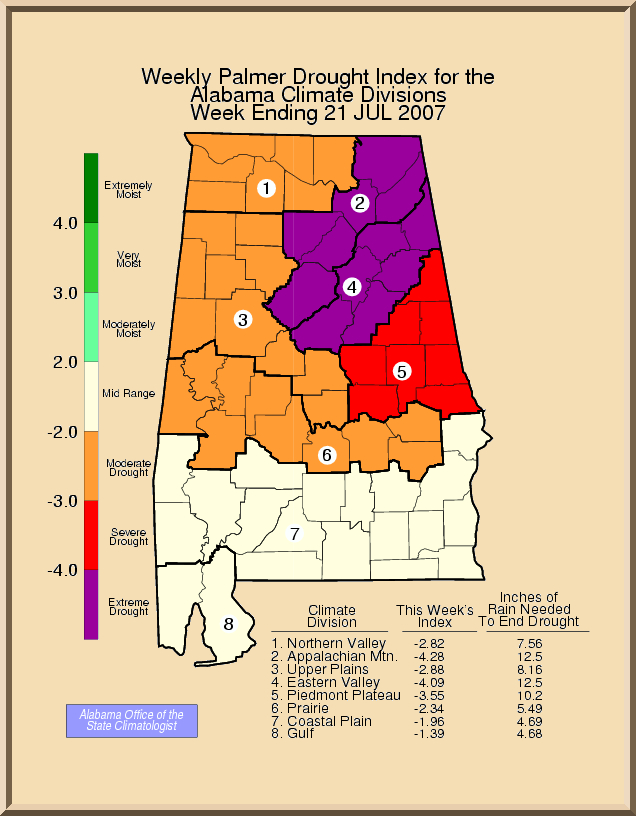 Weekly Palmer Drought Index for the
Alabama Climate Divisions
Week Ending 21 JUL 2007
Extremely
Moist
4.0
Very
Moist
3.0
Moderately
Moist
2.0
Mid Range
-2.0
Moderate
Drought
-3.0
Severe
Drought
-4.0
Extreme
Drought
1
2
4
3
5
6
7
8
Climate
Division
This Week's
Index
Inches of
Rain Needed
To End Drought
1. Northern Valley -2.82 7.56
2. Appalachian Mtn. -4.28 12.5
3. Upper Plains -2.88 8.16
4. Eastern Valley -4.09 12.5
5. Piedmont Plateau -3.55 10.2
6. Prairie -2.34 5.49
7. Coastal Plain -1.96 4.69
8. Gulf -1.39 4.68
Alabama Office of the
State Climatologist